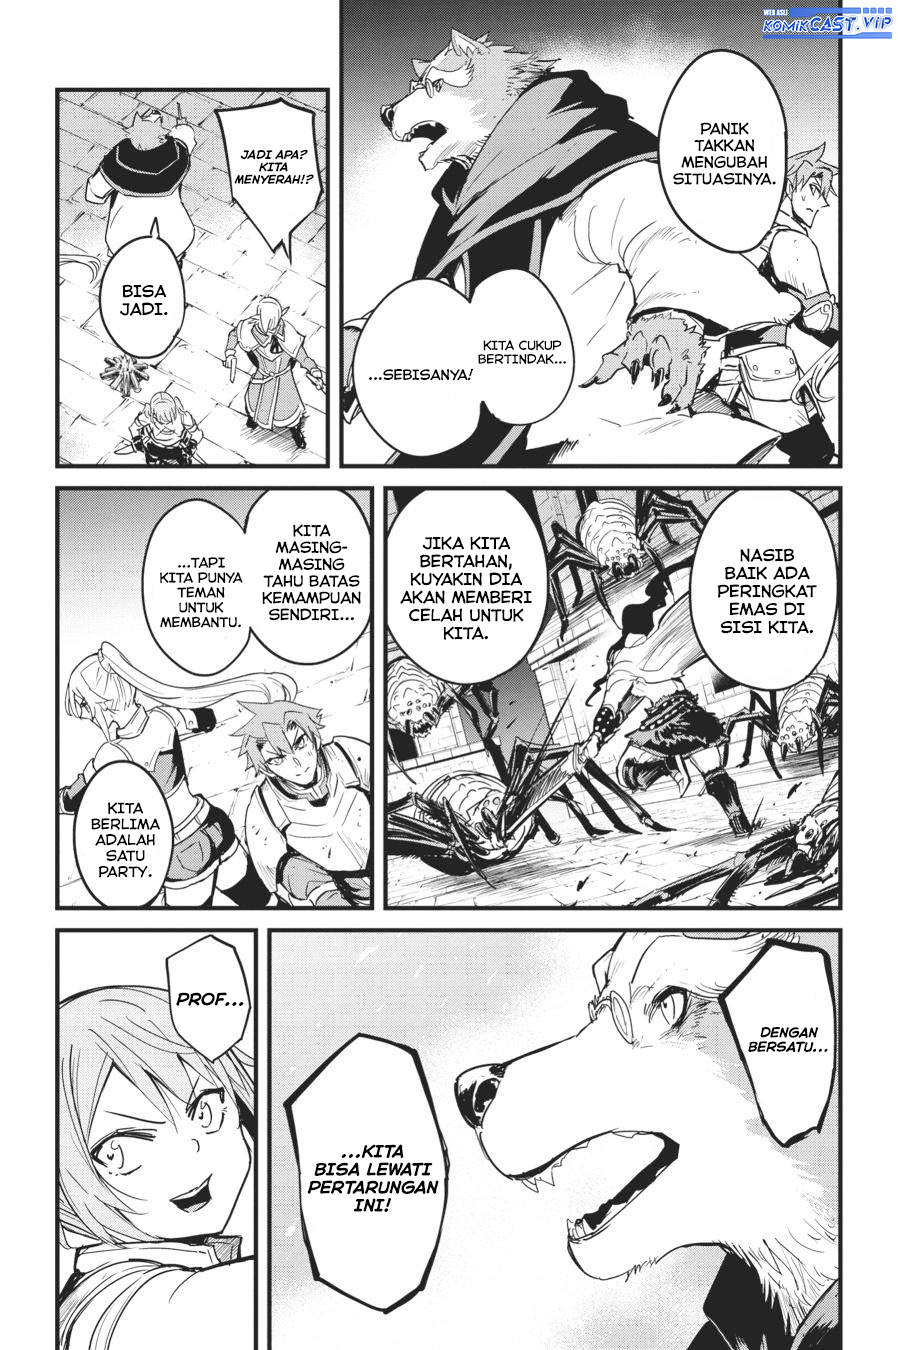 WEB ASLI
KOMIKCAST.VIP
PANIK
TAKKAN
MENGUBAH
SITUASINYA.
KITA CUKUP
BERTINDAK...
...SEBISANYA!
JADI APA?
KITA
MENYERAH!?
BISA
JADI.
NASIB
BAIK ADA
PERINGKAT
EMAS DI
SISI KITA.
JIKA KITA
BERTAHAN,
KUYAKIN DIA
AKAN MEMBERI
CELAH UNTUK
KITA.
KITA
MASING-
MASING
TAHU BATAS
KEMAMPUAN
SENDIRI...
...TAPI
KITA PUNYA
TEMAN
UNTUK
MEMBANTU.
KITA
BERLIMA
ADALAH
SATU
PARTY.
DENGAN
BERSATU...
...KITA
BISA LEWATI
PERTARUNGAN
INI!
PROF...